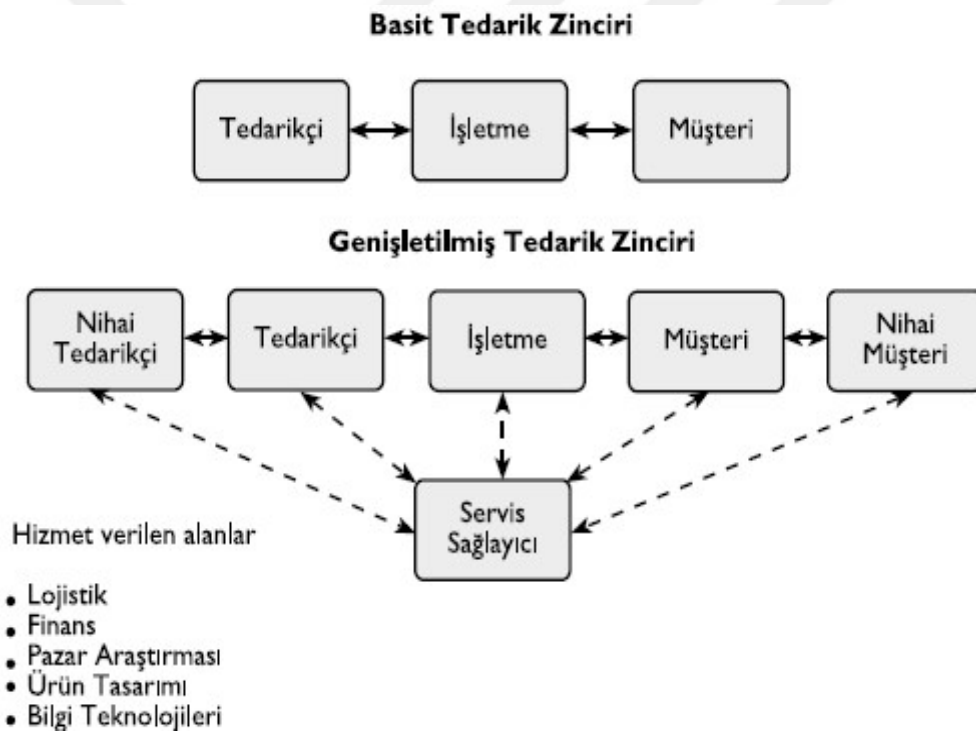 Basit Tedarik Zinciri
Tedarikçi
İşletme
Müşteri
Genişletilmiş Tedarik Zinciri
Nihai
Tedarikçi
Tedarikçi
İşletme
Müşteri
Nihai
Müşteri
Servis
Sağlayıcı
Hizmet verilen alanlar
• Lojistik
• Finans
• Pazar Araştırması
• Ürün Tasarımı
• Bilgi Teknolojileri